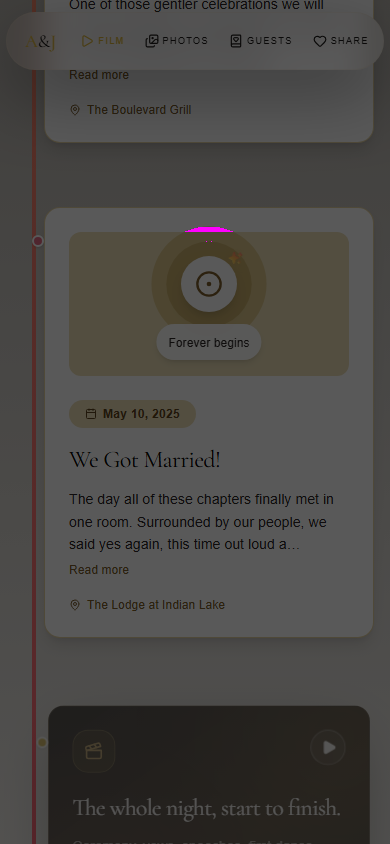 One of those gentler celebrations we will
A&J FILM PHOTOS GUESTS SHARE
Read more
The Boulevard Grill
Forever begins
May 10, 2025
We Got Married!
The day all of these chapters finally met in
one room. Surrounded by our people, we
said yes again, this time out loud a…
Read more
The Lodge at Indian Lake
The whole night, start to finish.